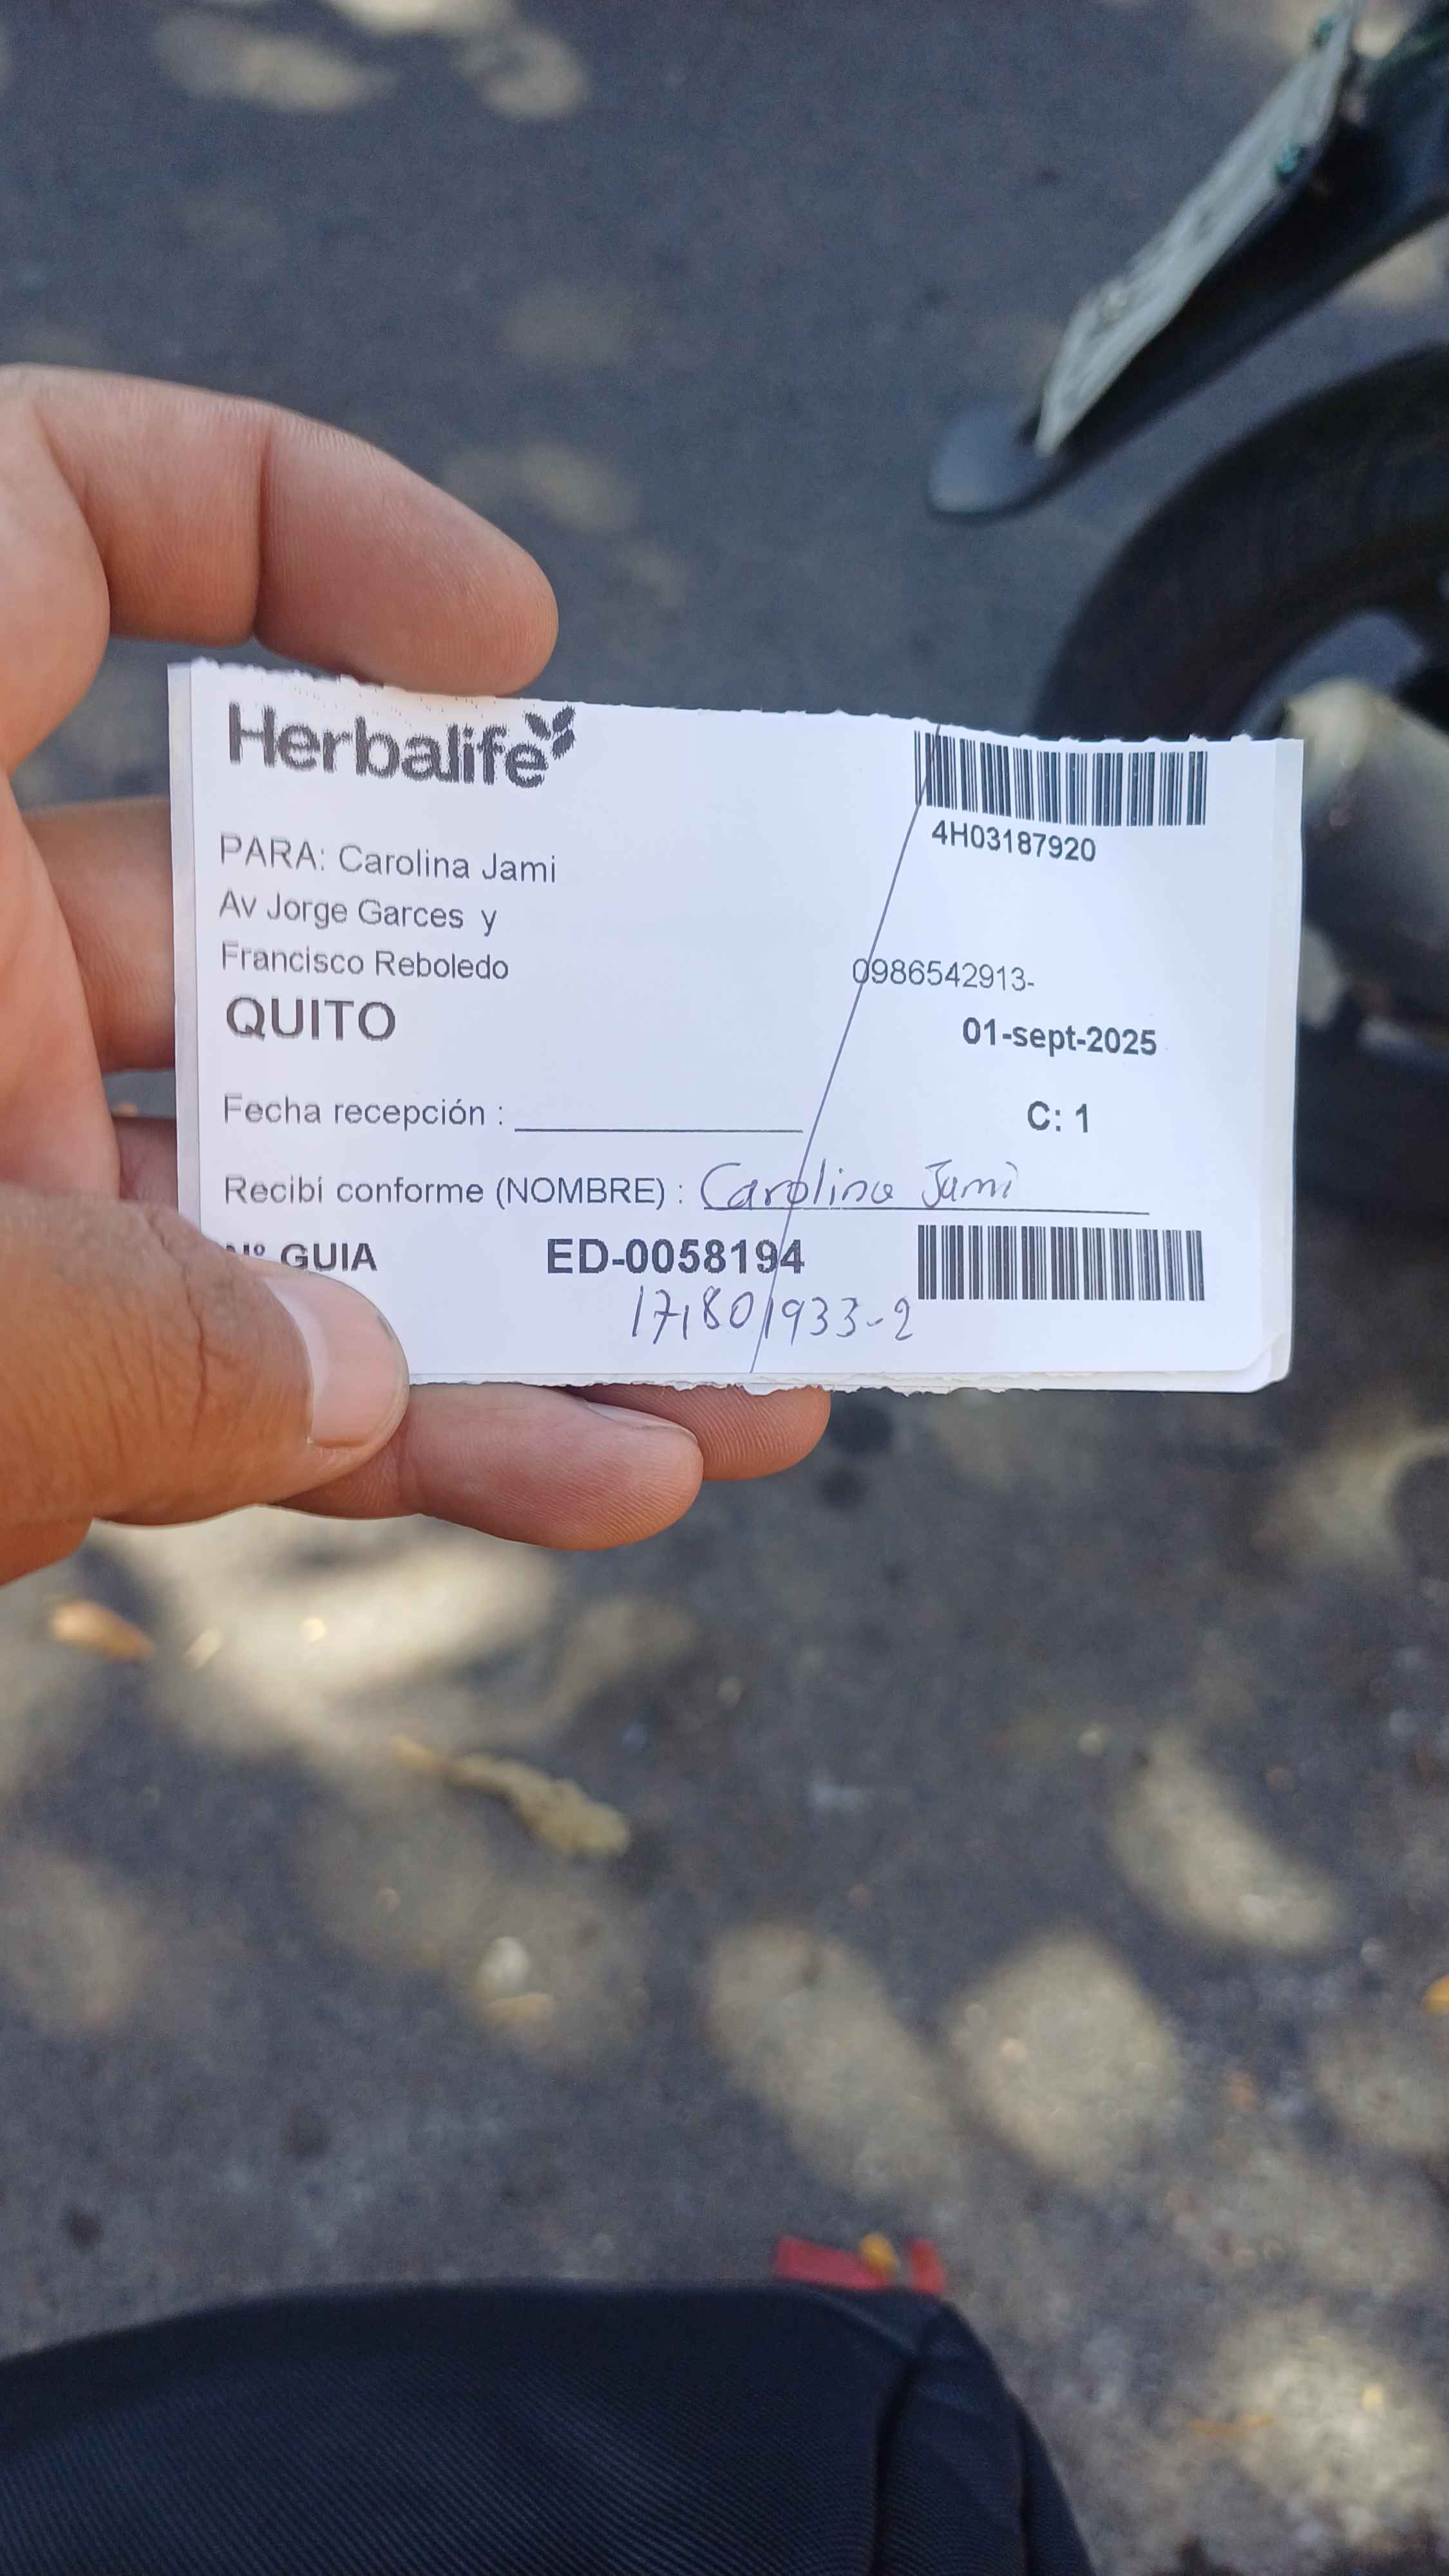 Herbalife
4H03187920
PARA: Carolina Jami
Av Jorge Garces y
Francisco Reboledo
0986542913-
QUITO
01-sept-2025
Fecha recepción :
C: 1
Recibí conforme (NOMBRE) : Carolina Jami
Nº GUIA ED-0058194
171801933-2